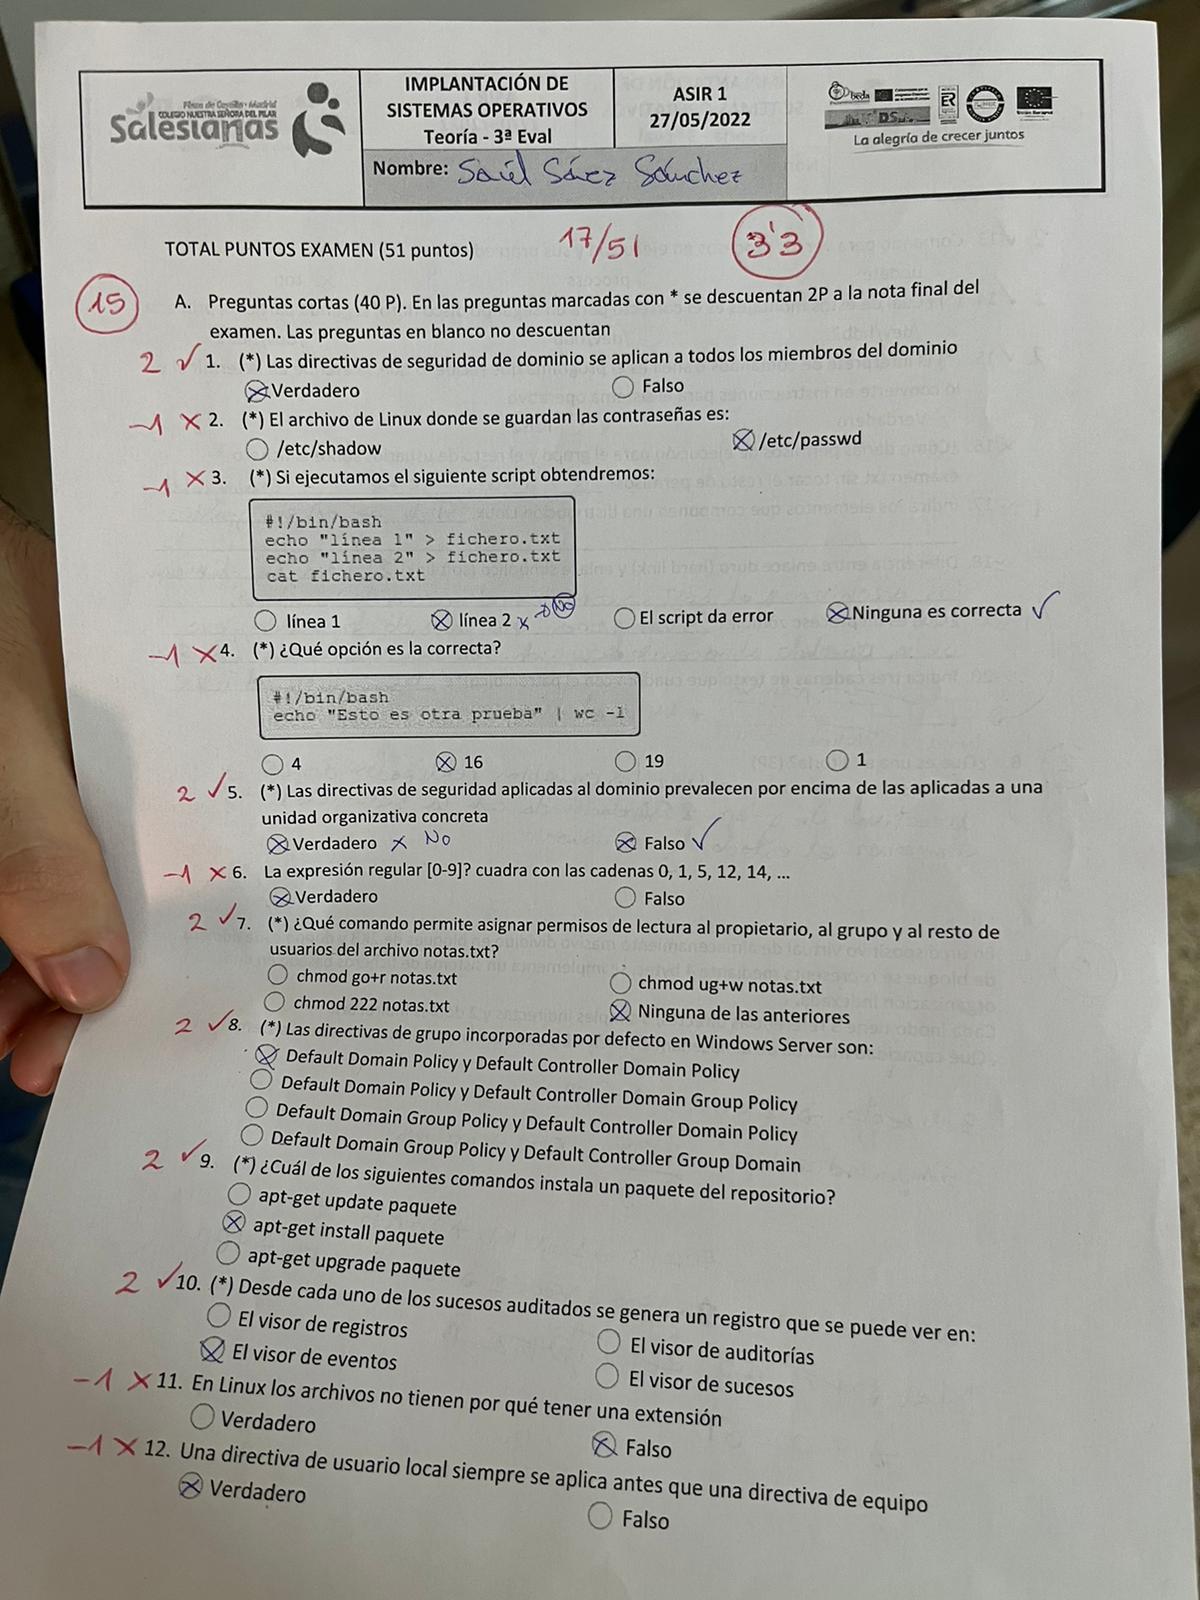 Plaza de Castilla - Madrid
COLEGIO NUESTRA SEÑORA DEL PILAR
Salesianas
IMPLANTACIÓN DE
SISTEMAS OPERATIVOS
Teoría - 3ª Eval
ASIR 1
27/05/2022
beda
La alegría de crecer juntos
Nombre: Saúl Sáez Sánchez
TOTAL PUNTOS EXAMEN (51 puntos) 17/51 3'3
15 A. Preguntas cortas (40 P). En las preguntas marcadas con * se descuentan 2P a la nota final del
examen. Las preguntas en blanco no descuentan
2 ✓ 1. (*) Las directivas de seguridad de dominio se aplican a todos los miembros del dominio
Verdadero Falso
-1 x 2. (*) El archivo de Linux donde se guardan las contraseñas es:
/etc/shadow /etc/passwd
-1 x 3. (*) Si ejecutamos el siguiente script obtendremos:
#!/bin/bash
echo "línea 1" > fichero.txt
echo "línea 2" > fichero.txt
cat fichero.txt
línea 1 línea 2 x → No El script da error Ninguna es correcta ✓
-1 x 4. (*) ¿Qué opción es la correcta?
#!/bin/bash
echo "Esto es otra prueba" | wc -l
4 16 19 1
2 ✓ 5. (*) Las directivas de seguridad aplicadas al dominio prevalecen por encima de las aplicadas a una
unidad organizativa concreta
Verdadero x No Falso ✓
-1 x 6. La expresión regular [0-9]? cuadra con las cadenas 0, 1, 5, 12, 14, ...
Verdadero Falso
2 ✓ 7. (*) ¿Qué comando permite asignar permisos de lectura al propietario, al grupo y al resto de
usuarios del archivo notas.txt?
chmod go+r notas.txt chmod ug+w notas.txt
chmod 222 notas.txt Ninguna de las anteriores
2 ✓ 8. (*) Las directivas de grupo incorporadas por defecto en Windows Server son:
Default Domain Policy y Default Controller Domain Policy
Default Domain Policy y Default Controller Domain Group Policy
Default Domain Group Policy y Default Controller Domain Policy
Default Domain Group Policy y Default Controller Group Domain
2 ✓ 9. (*) ¿Cuál de los siguientes comandos instala un paquete del repositorio?
apt-get update paquete
apt-get install paquete
apt-get upgrade paquete
2 ✓ 10. (*) Desde cada uno de los sucesos auditados se genera un registro que se puede ver en:
El visor de registros El visor de auditorías
El visor de eventos El visor de sucesos
-1 x 11. En Linux los archivos no tienen por qué tener una extensión
Verdadero Falso
-1 x 12. Una directiva de usuario local siempre se aplica antes que una directiva de equipo
Verdadero Falso